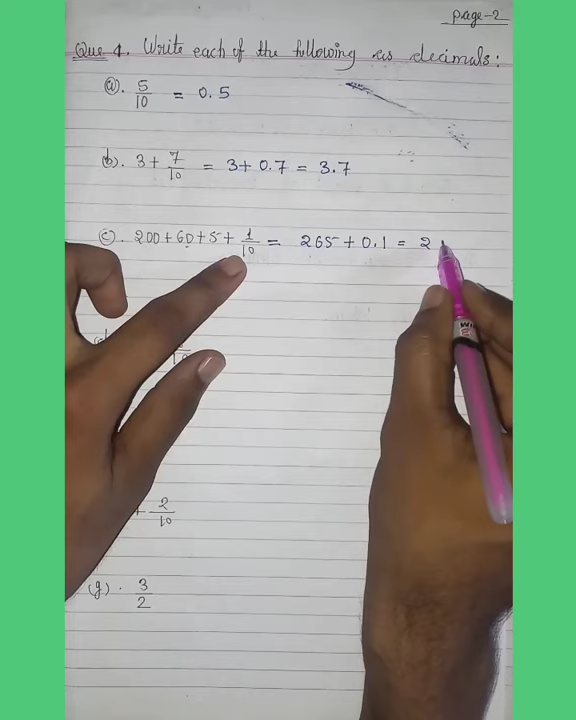 Page-2
Que 4. Write each of the following as decimals:
(a). 5/10 = 0.5
(b). 3 + 7/10 = 3 + 0.7 = 3.7
(c). 200 + 60 + 5 + 1/10 = 265 + 0.1 = 2
+ 2/10
(g). 3/2